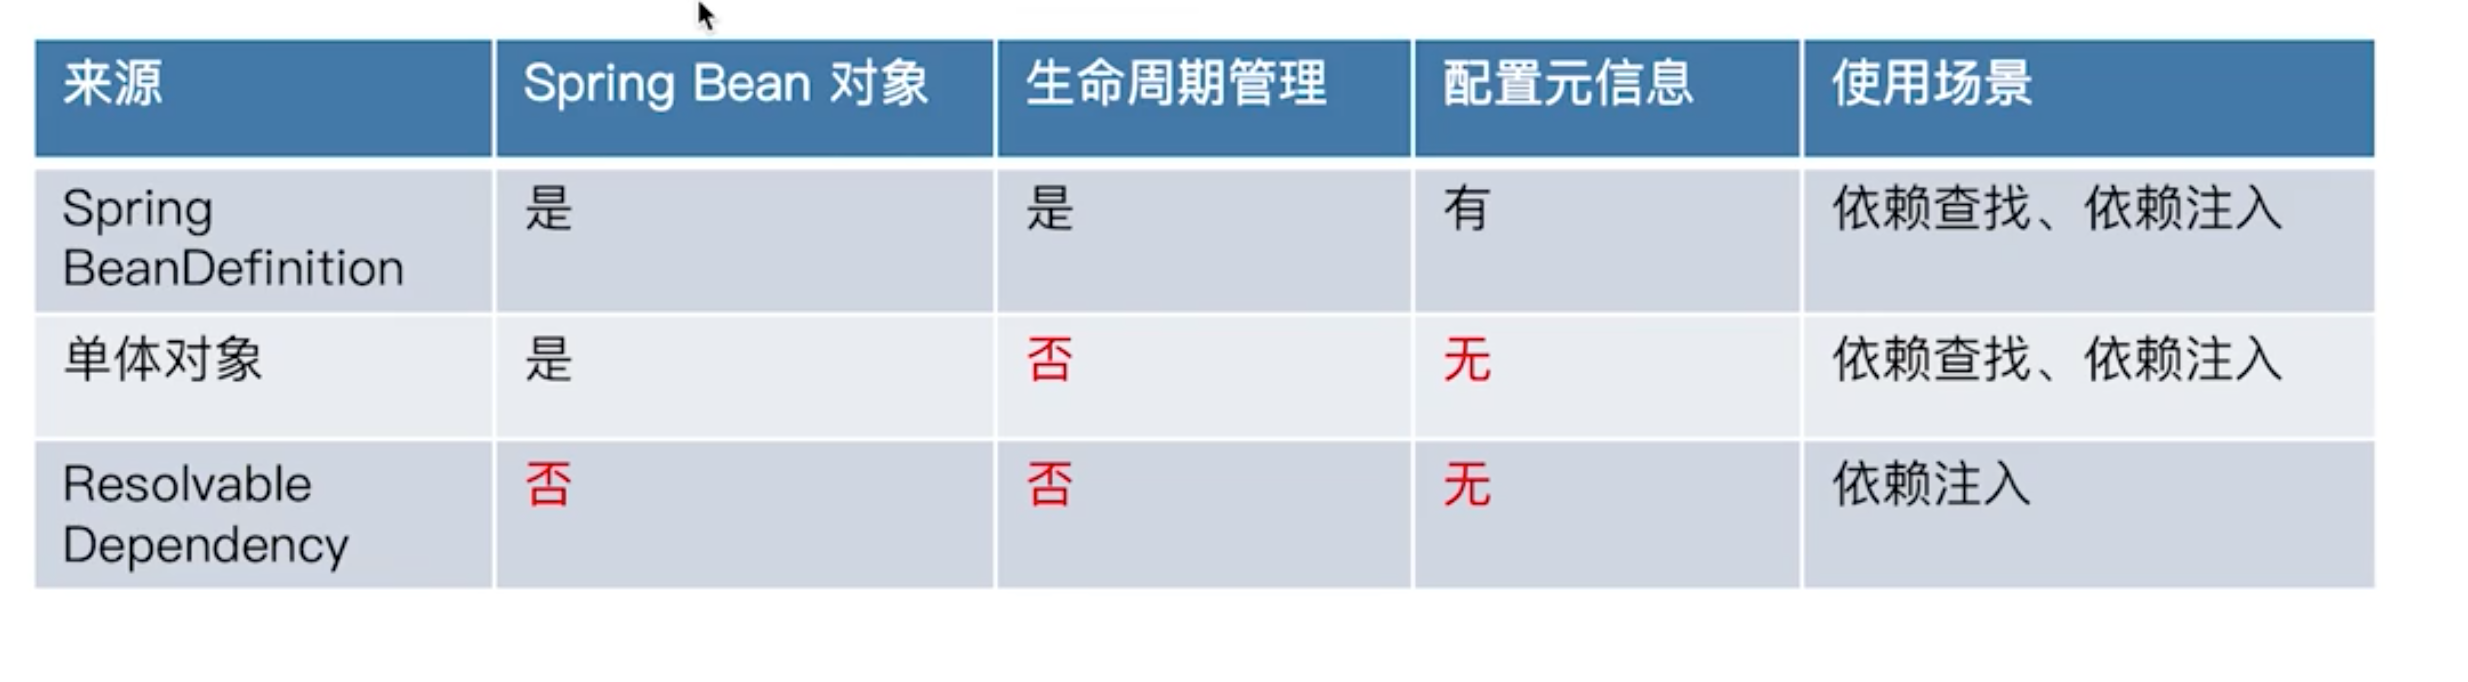 来源 Spring Bean 对象 生命周期管理 配置元信息 使用场景
Spring BeanDefinition 是 是 有 依赖查找、依赖注入
单体对象 是 否 无 依赖查找、依赖注入
Resolvable Dependency 否 否 无 依赖注入